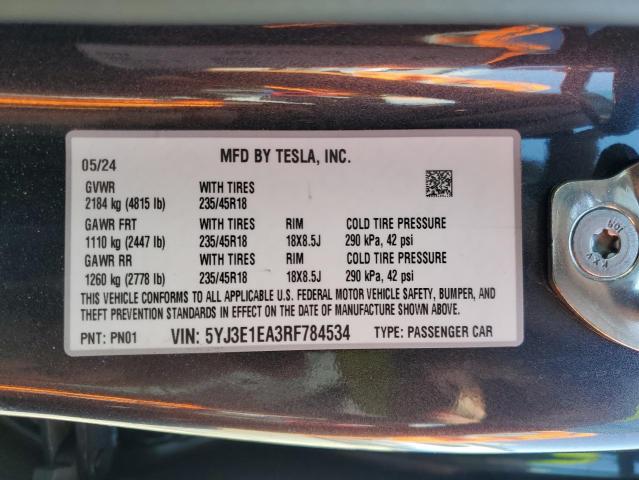 MFD BY TESLA, INC.
05/24
GVWR WITH TIRES
2184 kg (4815 lb) 235/45R18
GAWR FRT WITH TIRES RIM COLD TIRE PRESSURE
1110 kg (2447 lb) 235/45R18 18X8.5J 290 kPa, 42 psi
GAWR RR WITH TIRES RIM COLD TIRE PRESSURE
1260 kg (2778 lb) 235/45R18 18X8.5J 290 kPa, 42 psi
THIS VEHICLE CONFORMS TO ALL APPLICABLE U.S. FEDERAL MOTOR VEHICLE SAFETY, BUMPER, AND
THEFT PREVENTION STANDARDS IN EFFECT ON THE DATE OF MANUFACTURE SHOWN ABOVE.
PNT: PN01 VIN: 5YJ3E1EA3RF784534 TYPE: PASSENGER CAR